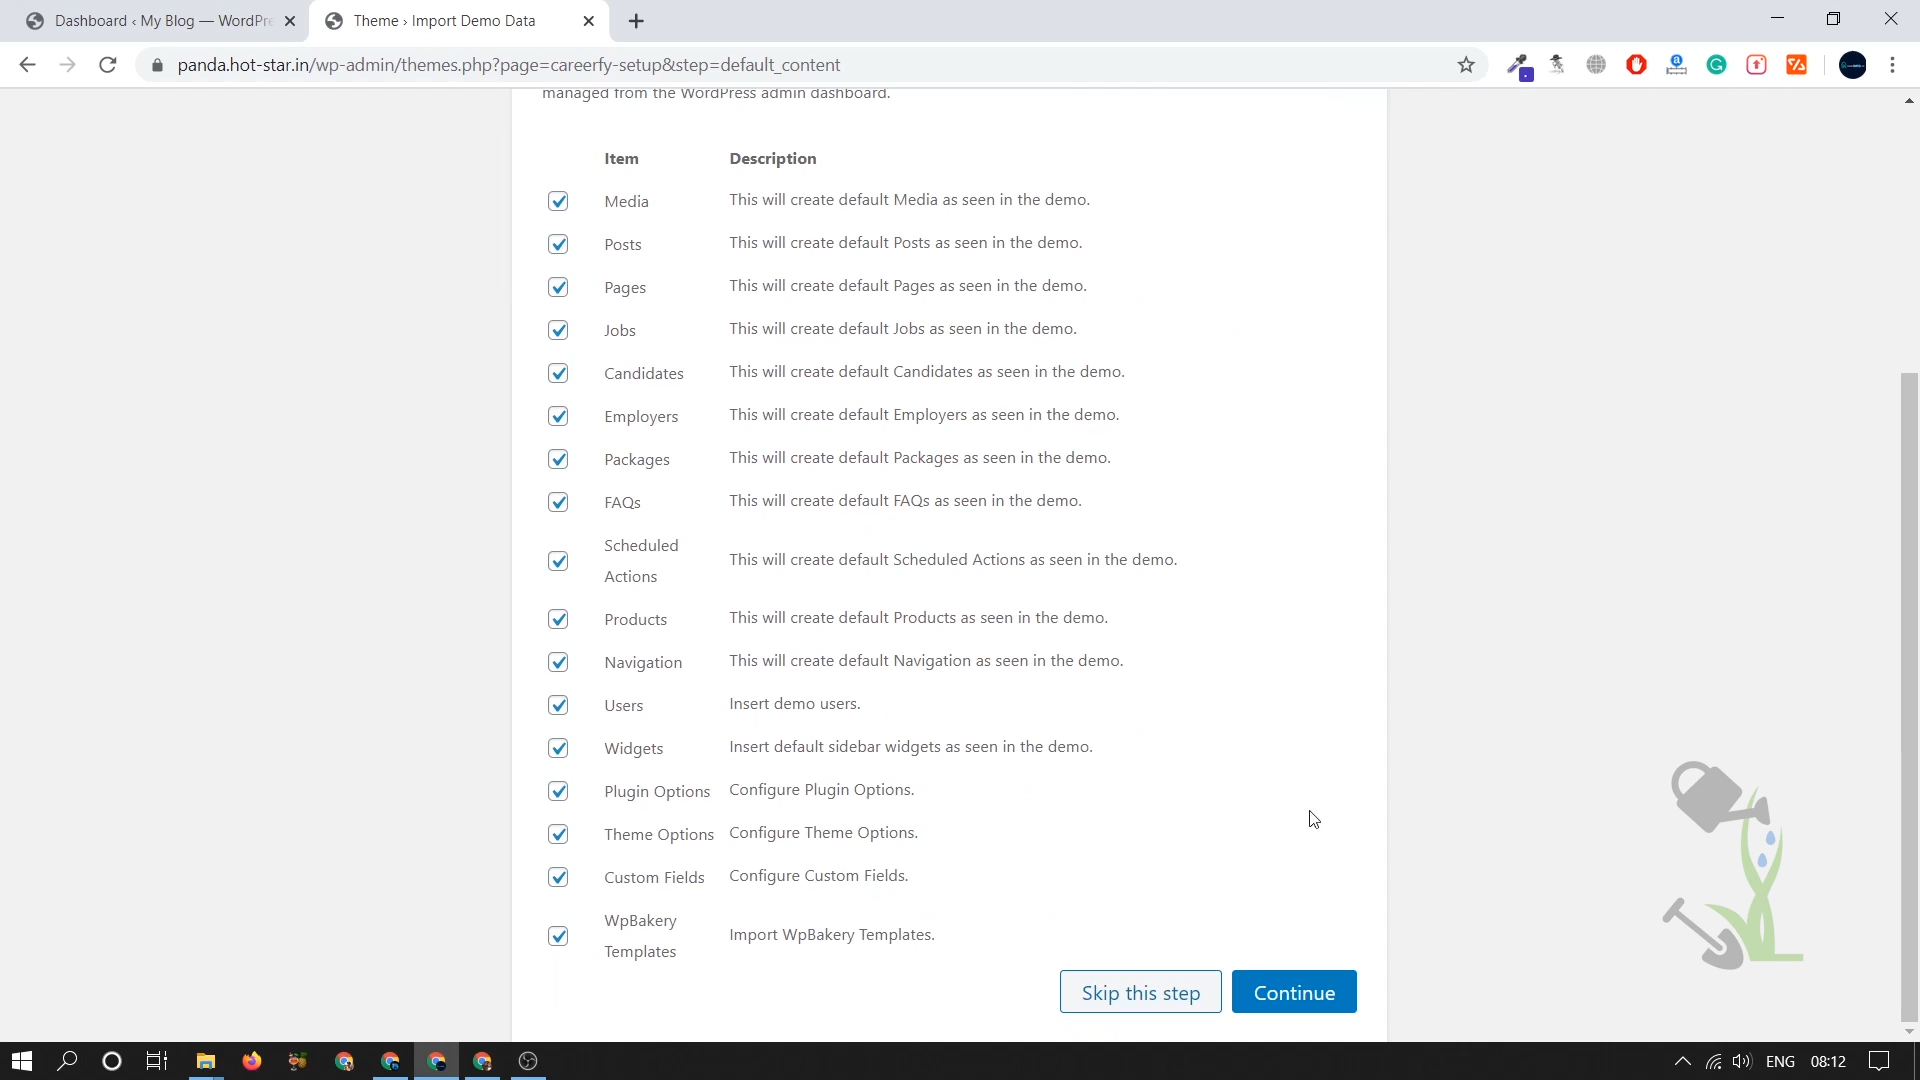 Dashboard ‹ My Blog — WordPre
Theme › Import Demo Data
panda.hot-star.in/wp-admin/themes.php?page=careerfy-setup&step=default_content
managed from the WordPress admin dashboard.
Item Description
Media This will create default Media as seen in the demo.
Posts This will create default Posts as seen in the demo.
Pages This will create default Pages as seen in the demo.
Jobs This will create default Jobs as seen in the demo.
Candidates This will create default Candidates as seen in the demo.
Employers This will create default Employers as seen in the demo.
Packages This will create default Packages as seen in the demo.
FAQs This will create default FAQs as seen in the demo.
Scheduled
Actions This will create default Scheduled Actions as seen in the demo.
Products This will create default Products as seen in the demo.
Navigation This will create default Navigation as seen in the demo.
Users Insert demo users.
Widgets Insert default sidebar widgets as seen in the demo.
Plugin Options Configure Plugin Options.
Theme Options Configure Theme Options.
Custom Fields Configure Custom Fields.
WpBakery
Templates Import WpBakery Templates.
Skip this step Continue
ENG 08:12